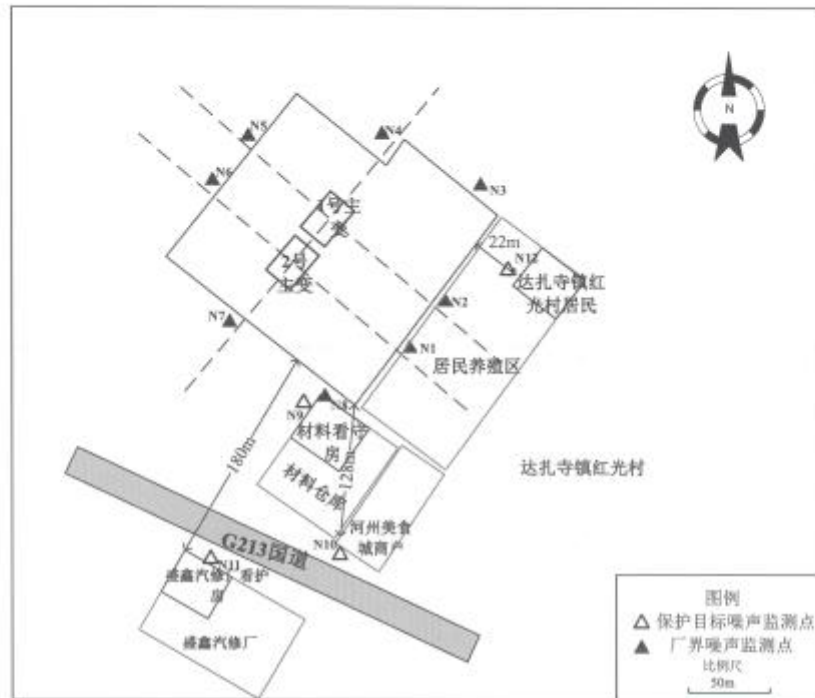 N
N5
N4
N6
N3
1号主
变
22m
N12
2号
主变
达扎寺镇红
光村居民
N2
N7
N1
居民养殖区
N9
N8
材料看守
房
180m
128m
达扎寺镇红光村
材料仓库
G213国道
N10
河州美食
城商户
N11
盛鑫汽修厂看护
房
盛鑫汽修厂
图例
保护目标噪声监测点
厂界噪声监测点
比例尺
50m